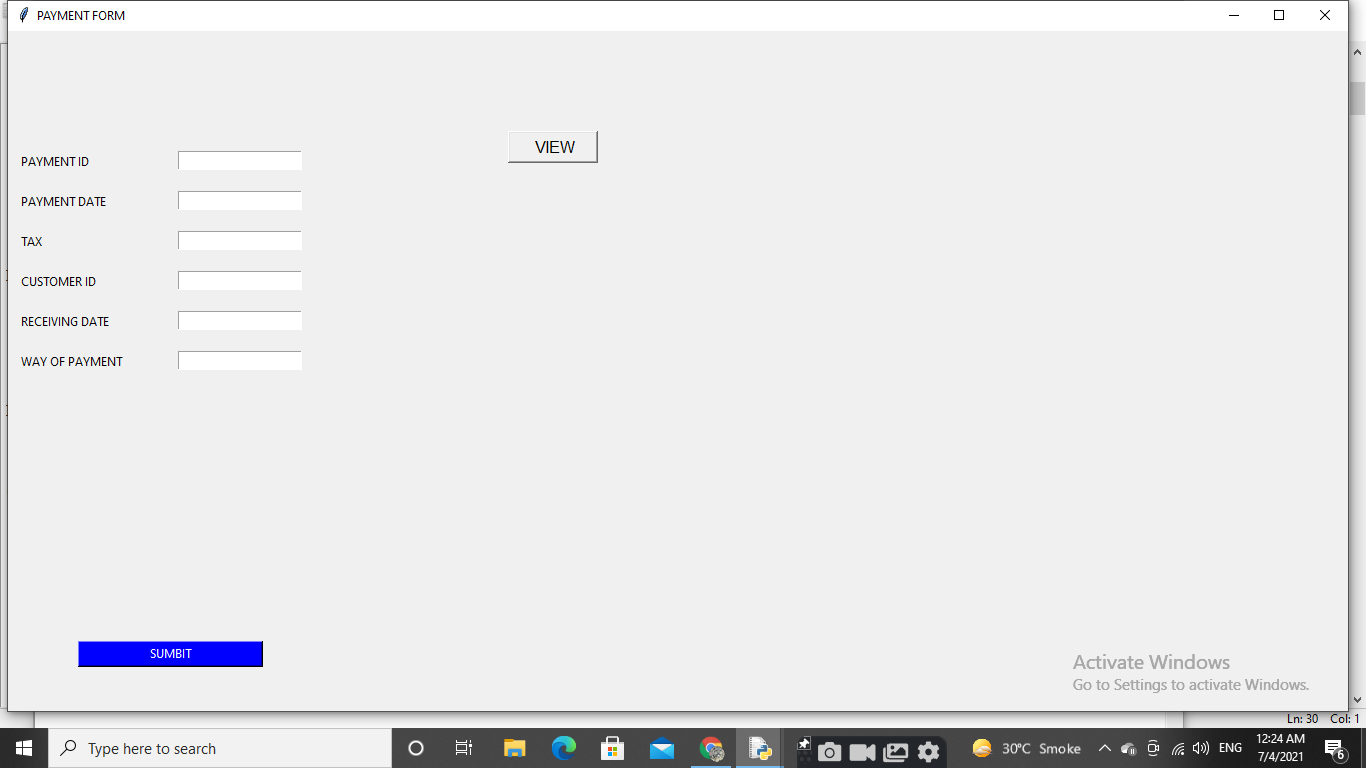 PAYMENT FORM
VIEW
PAYMENT ID
PAYMENT DATE
TAX
CUSTOMER ID
RECEIVING DATE
WAY OF PAYMENT
SUMBIT
Activate Windows
Go to Settings to activate Windows.
Ln: 30 Col: 1
Type here to search
30°C Smoke
ENG
12:24 AM
7/4/2021
6